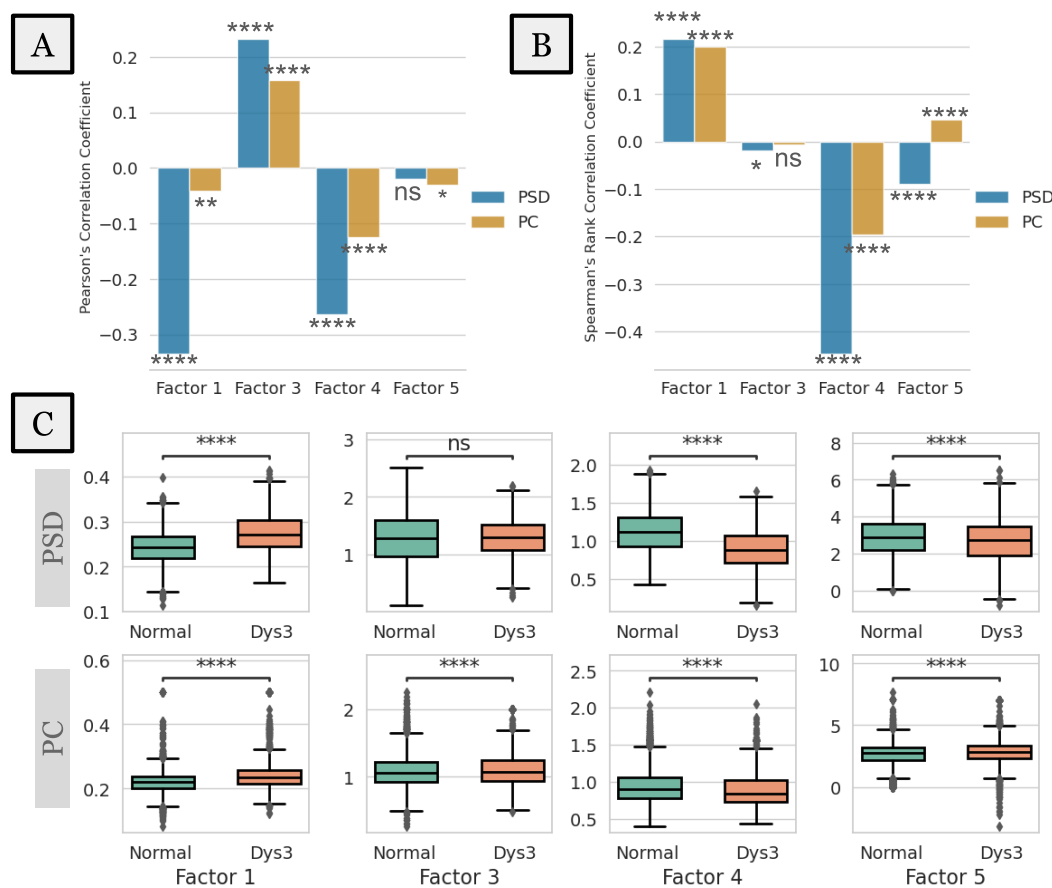 A
B
****
****
****
****
**
****
****
ns
*
0.2
0.1
0.0
−0.1
−0.2
−0.3
Pearson's Correlation Coefficient
Factor 1 Factor 3 Factor 4 Factor 5
PSD
PC
****
****
*
ns
****
****
****
****
0.2
0.1
0.0
−0.1
−0.2
−0.3
−0.4
Spearman's Rank Correlation Coefficient
Factor 1 Factor 3 Factor 4 Factor 5
PSD
PC
C
PSD
****
0.4
0.3
0.2
0.1
Normal Dys3
ns
3
2
1
Normal Dys3
****
2.0
1.5
1.0
0.5
Normal Dys3
****
8
6
4
2
0
Normal Dys3
PC
****
0.6
0.4
0.2
Normal Dys3
Factor 1
****
2
1
Normal Dys3
Factor 3
****
2.5
2.0
1.5
1.0
0.5
Normal Dys3
Factor 4
****
10
5
0
Normal Dys3
Factor 5